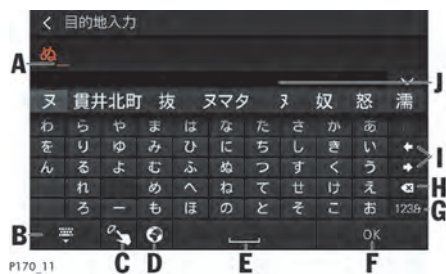 目的地入力
ぬ
A
J
ヌ 貫井北町 抜 ヌマタ ﾇ 奴 怒 濡
わ ら や ま は な た さ か あ
を り ゆ み ひ に ち し き い
ん る よ む ふ ぬ つ す く う
れ め へ ね て せ け え
ろ ー も ほ の と そ こ お 123&
I
H
G
B
OK
C D E F
P170_11